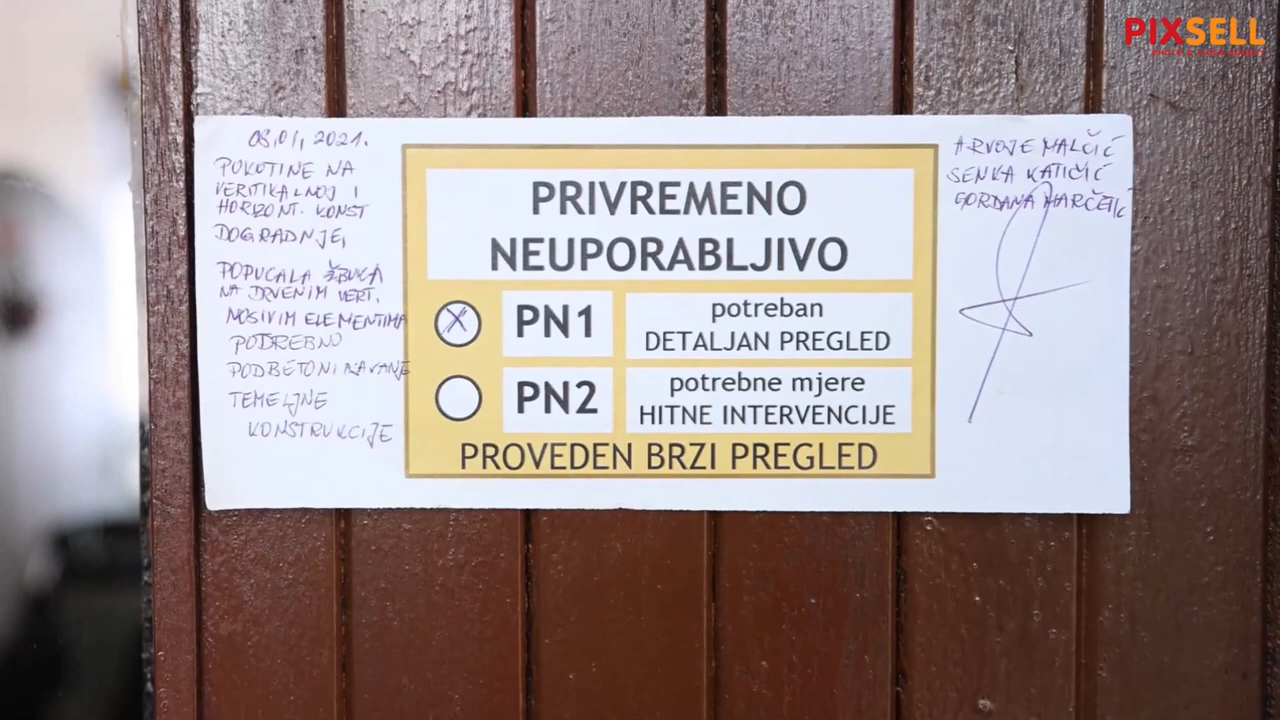 PIXSELL
08.01.2021.
PUKOTINE NA
VERTIKALNOJ I
HORIZONT. KONST
DOGRADNJE,
POPUCALA ŽBUKA
NA DRVENIM VERT.
NOSIVIM ELEMENTIMA
POTREBNO
PODBETONIRAVANJE
TEMELJNE
KONSTRUKCIJE
PRIVREMENO
NEUPORABLJIVO
X PN1 potreban
DETALJAN PREGLED
PN2 potrebne mjere
HITNE INTERVENCIJE
PROVEDEN BRZI PREGLED
HRVOJE MALČIĆ
SENKA KATIČIĆ
GORDANA MARČETIĆ